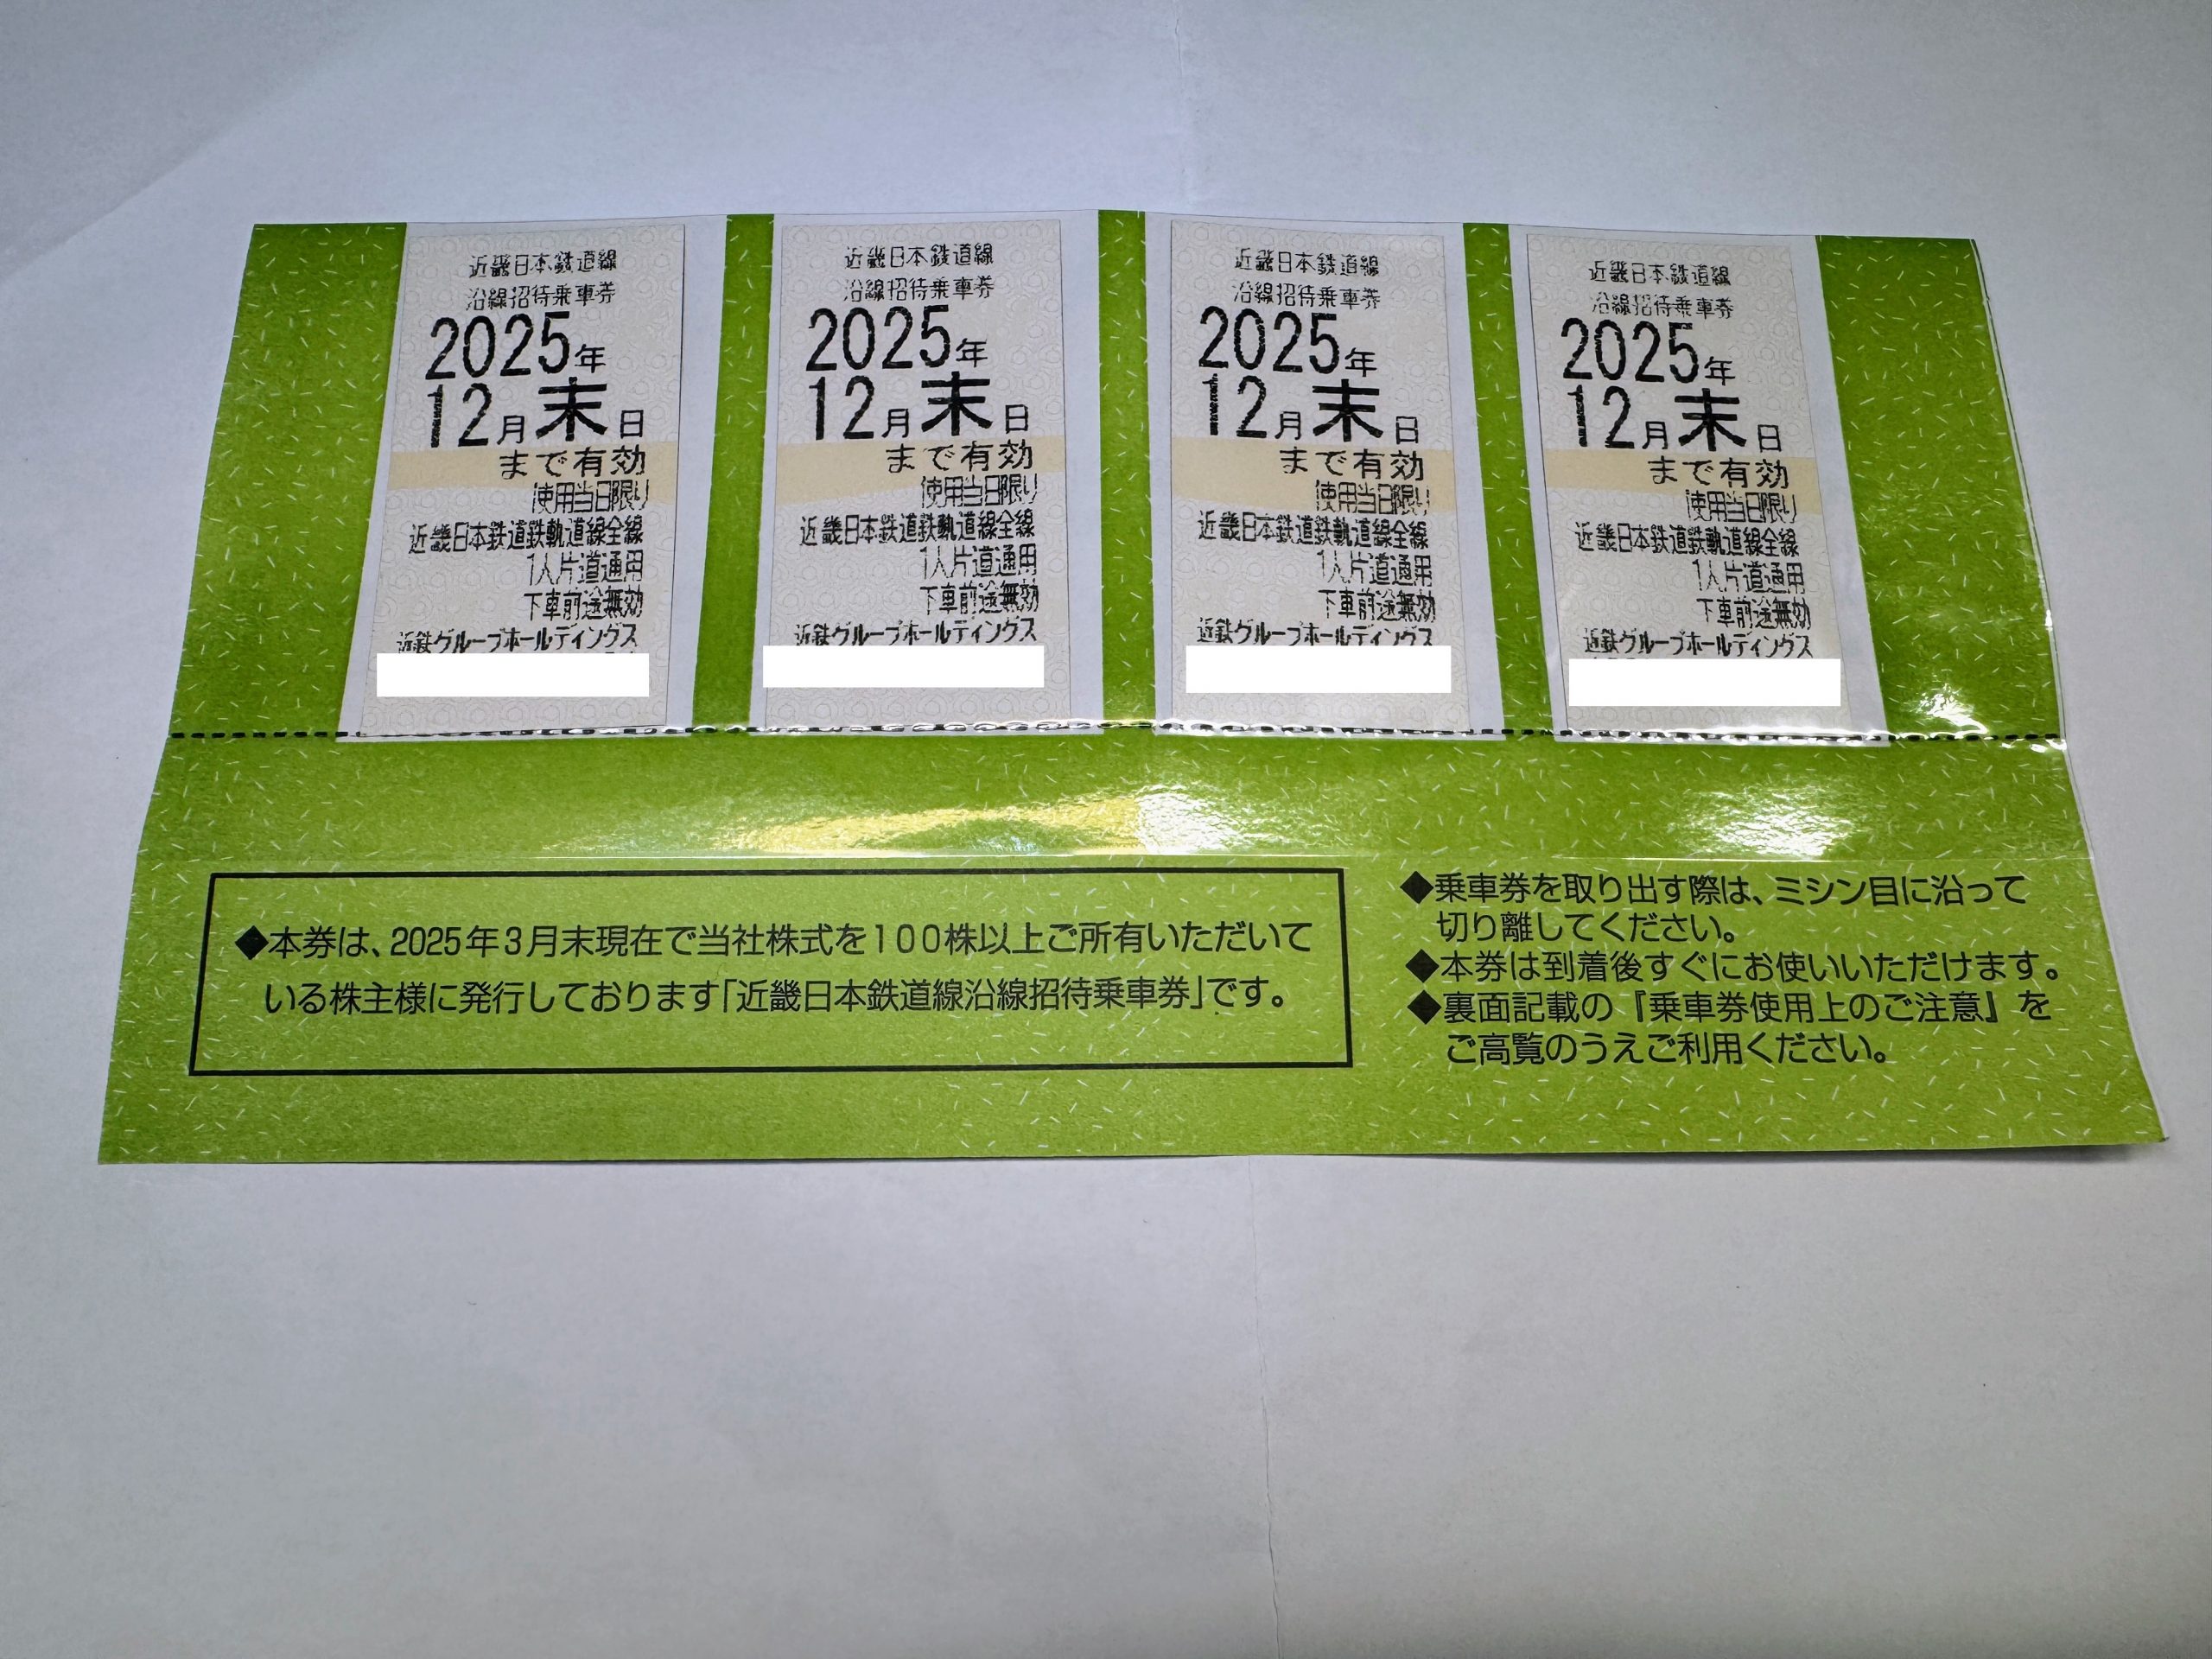 近畿日本鉄道線
沿線招待乗車券
2025年
12月末日
まで有効
使用当日限り
近畿日本鉄道鉄軌道線全線
1人片道通用
下車前途無効
近鉄グループホールディングス
近畿日本鉄道線
沿線招待乗車券
2025年
12月末日
まで有効
使用当日限り
近畿日本鉄道鉄軌道線全線
1人片道通用
下車前途無効
近鉄グループホールディングス
近畿日本鉄道線
沿線招待乗車券
2025年
12月末日
まで有効
使用当日限り
近畿日本鉄道鉄軌道線全線
1人片道通用
下車前途無効
近鉄グループホールディングス
近畿日本鉄道線
沿線招待乗車券
2025年
12月末日
まで有効
使用当日限り
近畿日本鉄道鉄軌道線全線
1人片道通用
下車前途無効
近鉄グループホールディングス
◆本券は、2025年3月末現在で当社株式を100株以上ご所有いただいて
いる株主様に発行しております「近畿日本鉄道線沿線招待乗車券」です。
◆乗車券を取り出す際は、ミシン目に沿って
切り離してください。
◆本券は到着後すぐにお使いいただけます。
◆裏面記載の『乗車券使用上のご注意』を
ご高覧のうえご利用ください。